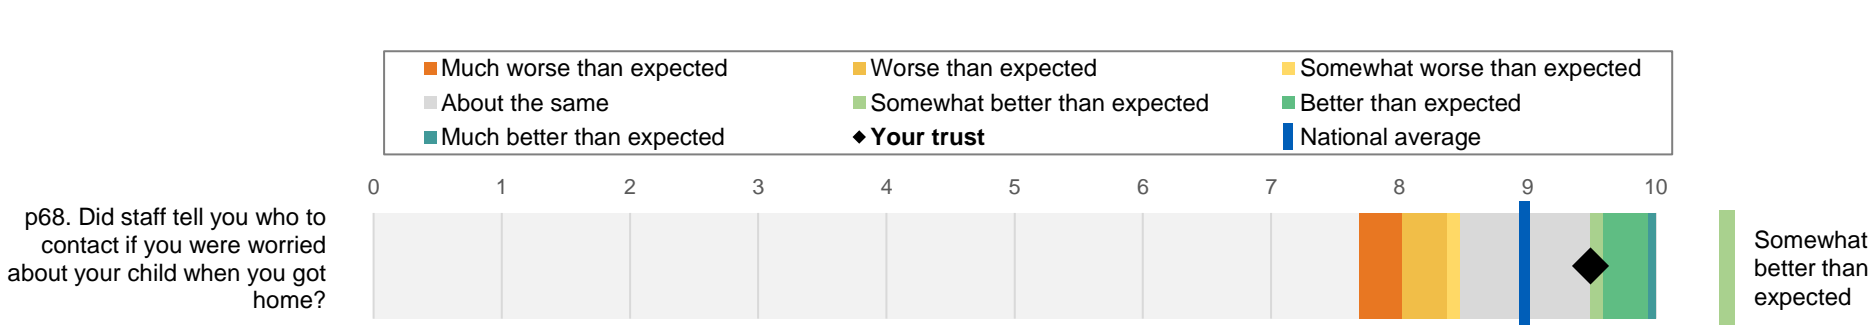 Much worse than expected
Worse than expected
Somewhat worse than expected
About the same
Somewhat better than expected
Better than expected
Much better than expected
Your trust
National average
0 1 2 3 4 5 6 7 8 9 10
p68. Did staff tell you who to
contact if you were worried
about your child when you got
home?
Somewhat
better than
expected